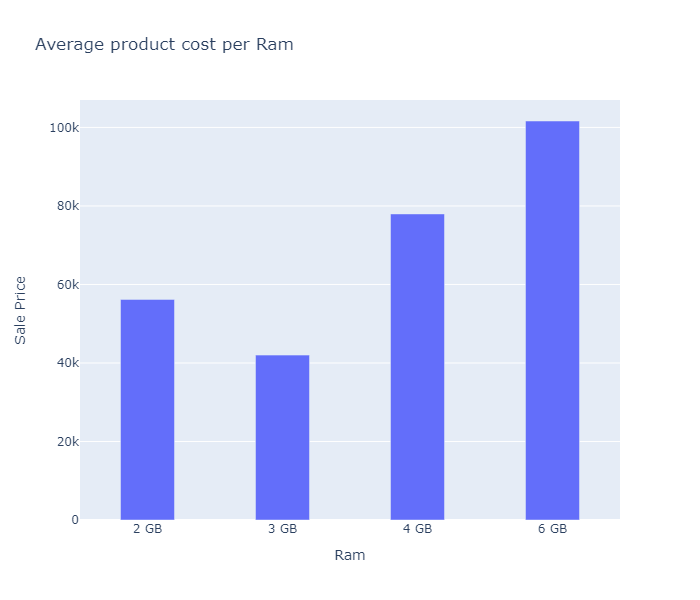 Average product cost per Ram
100k
80k
60k
40k
20k
0
Sale Price
2 GB
3 GB
4 GB
6 GB
Ram